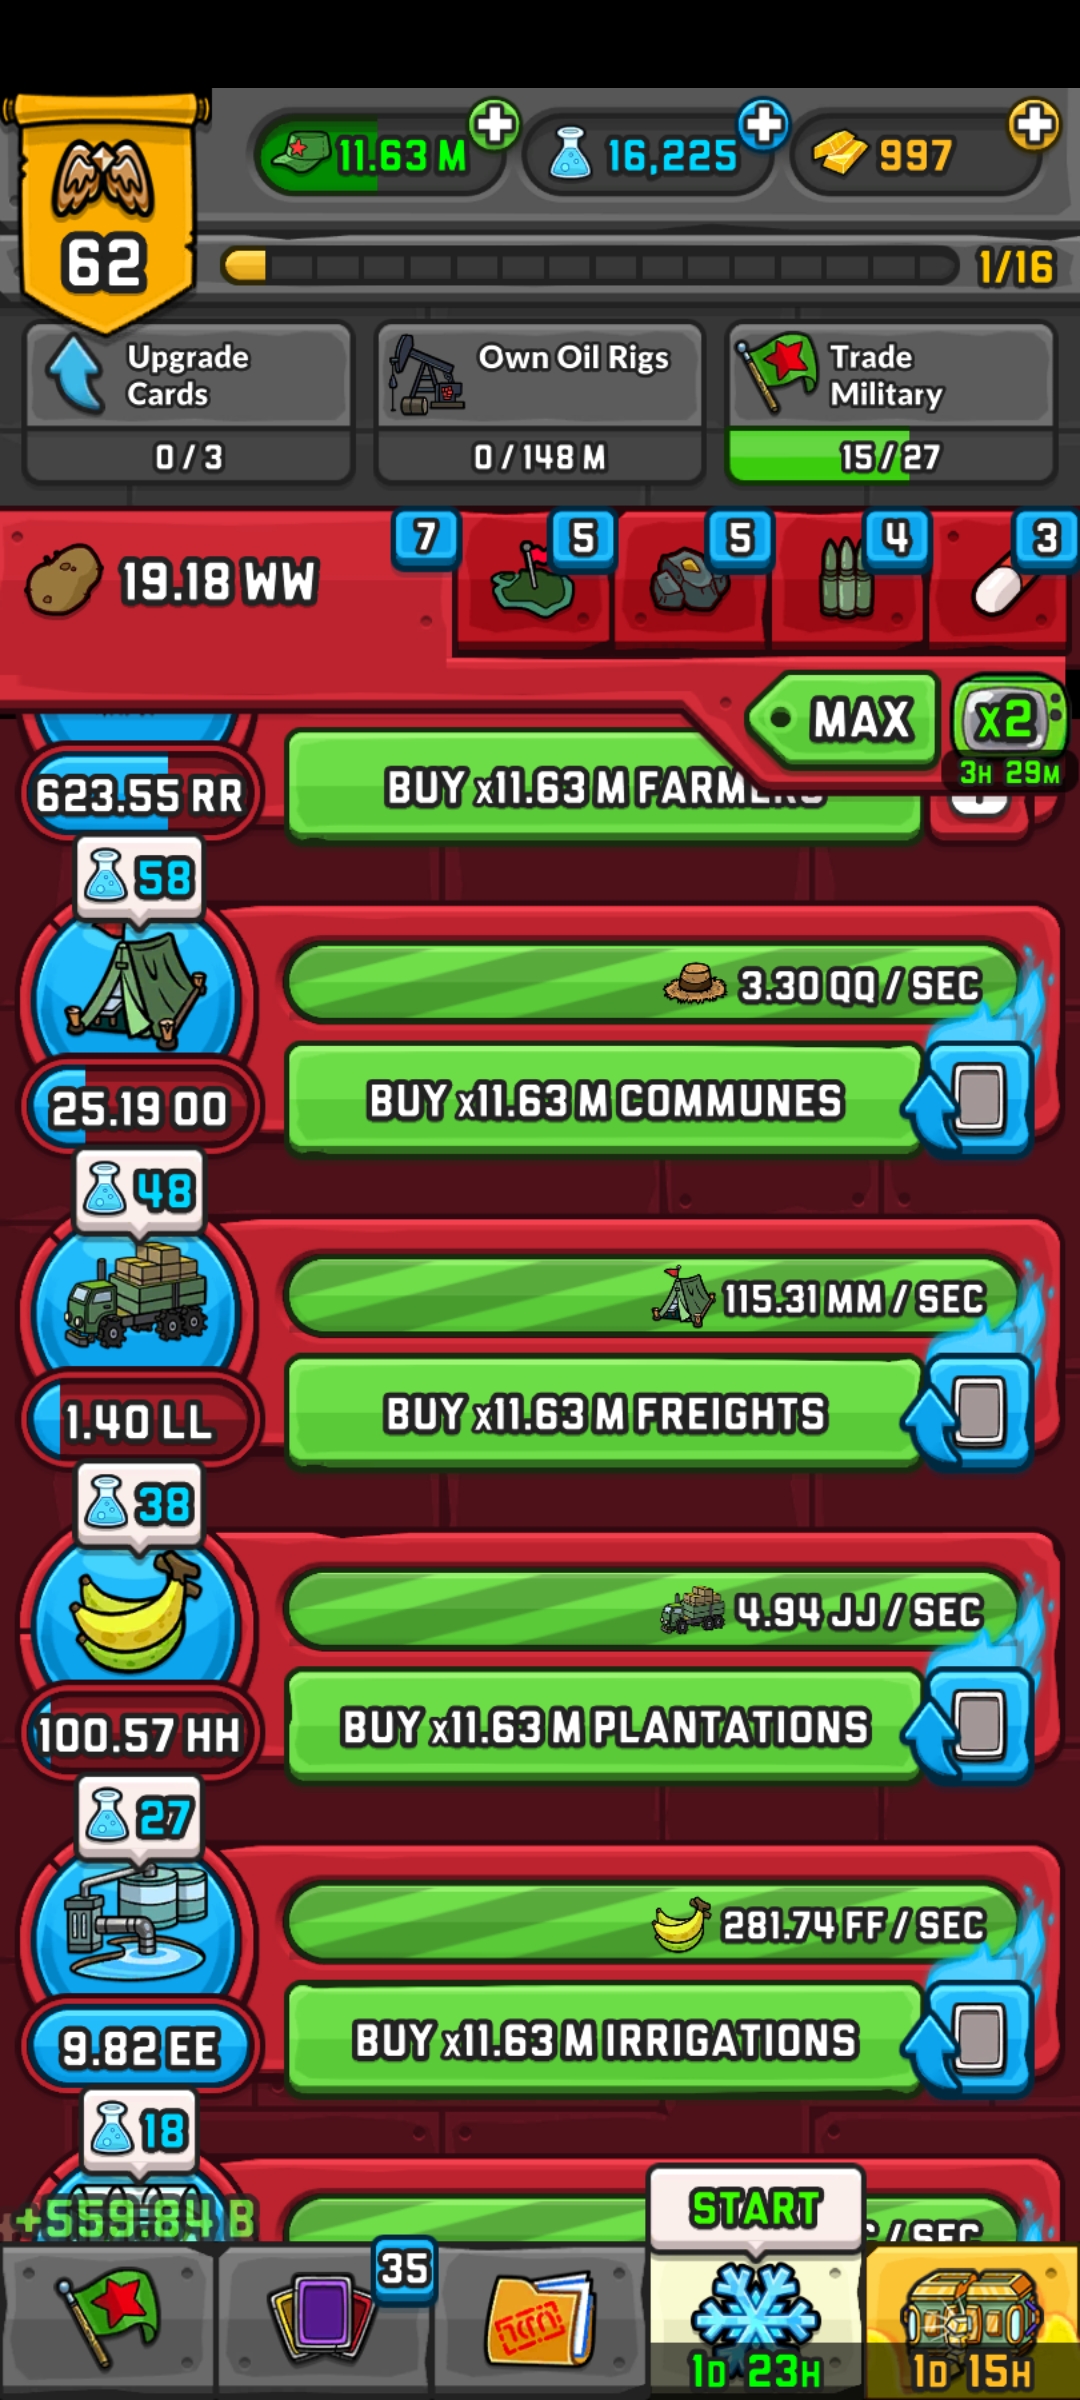 11.63 M
16,225
997
62
1/16
Upgrade
Cards
0/3
Own Oil Rigs
0/148 M
Trade
Military
15/27
19.18 WW
7
5
5
4
3
MAX
x2
3H 29M
623.55 RR
BUY x11.63 M FARMERS
58
3.30 QQ / SEC
25.19 OO
BUY x11.63 M COMMUNES
48
115.31 MM / SEC
1.40 LL
BUY x11.63 M FREIGHTS
38
4.94 JJ / SEC
100.57 HH
BUY x11.63 M PLANTATIONS
27
281.74 FF / SEC
9.82 EE
BUY x11.63 M IRRIGATIONS
18
+559.84 B
/ SEC
START
35
1D 23H
1D 15H